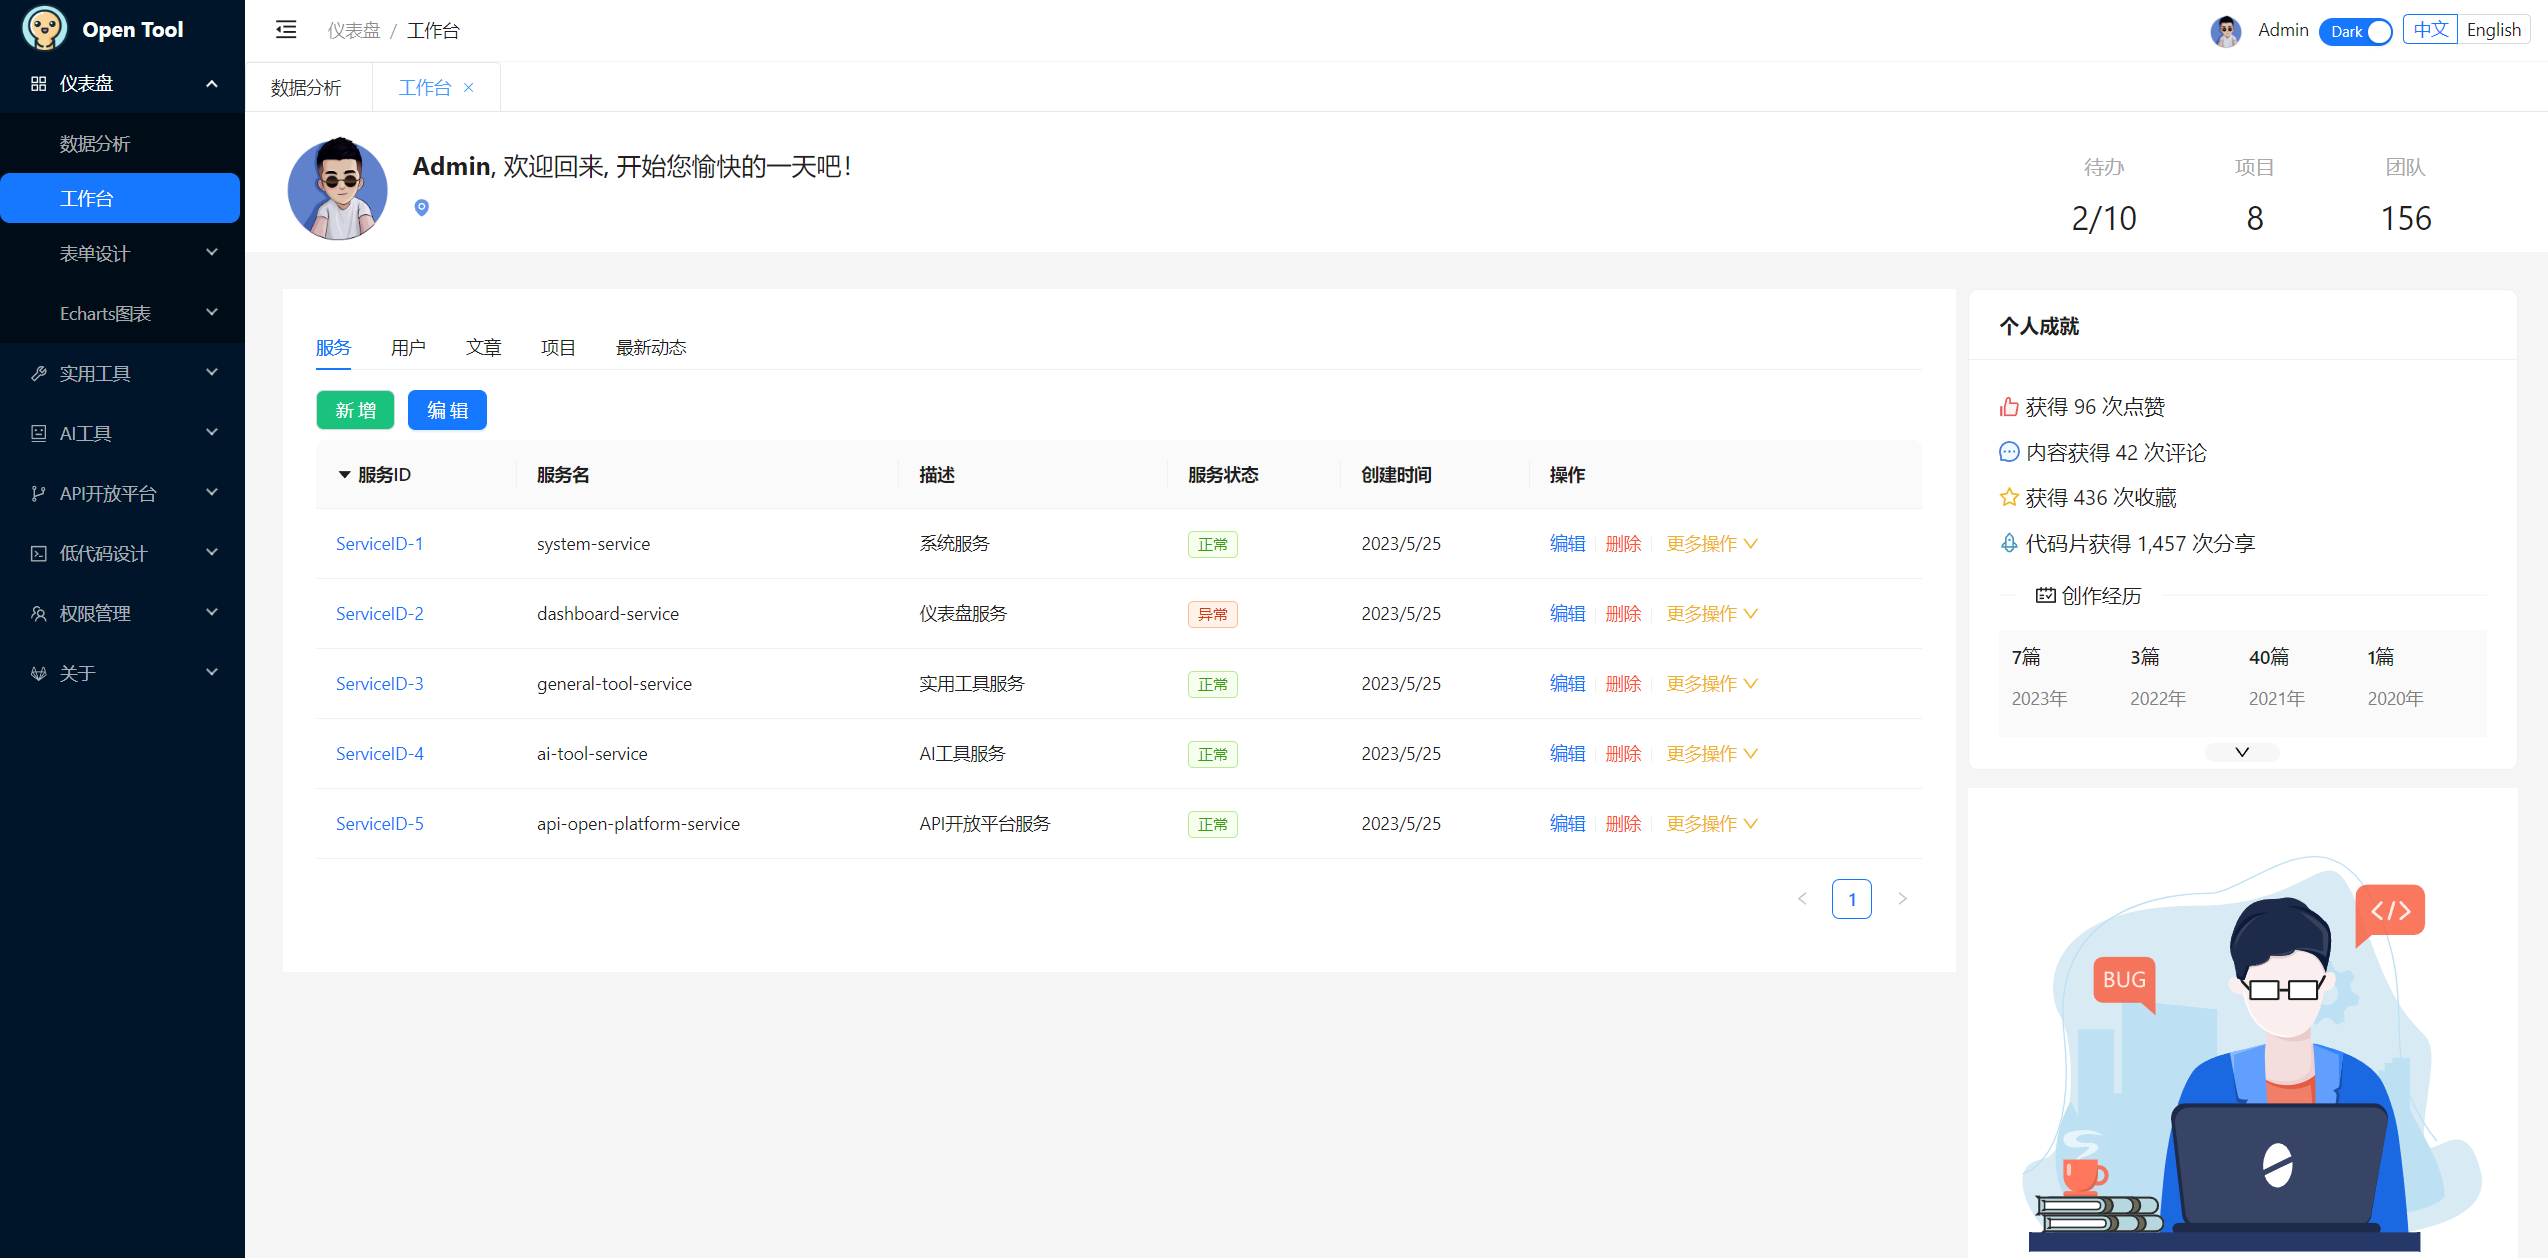 Open Tool
仪表盘
数据分析
工作台
表单设计
Echarts图表
实用工具
AI工具
API开放平台
低代码设计
权限管理
关于
仪表盘 / 工作台
Admin Dark 中文 English
数据分析 工作台
Admin, 欢迎回来, 开始您愉快的一天吧！
待办 项目 团队
2/10 8 156
服务 用户 文章 项目 最新动态
新增 编辑
服务ID 服务名 描述 服务状态 创建时间 操作
ServiceID-1 system-service 系统服务 正常 2023/5/25 编辑 删除 更多操作
ServiceID-2 dashboard-service 仪表盘服务 异常 2023/5/25 编辑 删除 更多操作
ServiceID-3 general-tool-service 实用工具服务 正常 2023/5/25 编辑 删除 更多操作
ServiceID-4 ai-tool-service AI工具服务 正常 2023/5/25 编辑 删除 更多操作
ServiceID-5 api-open-platform-service API开放平台服务 正常 2023/5/25 编辑 删除 更多操作
1
个人成就
获得 96 次点赞
内容获得 42 次评论
获得 436 次收藏
代码片获得 1,457 次分享
创作经历
7篇 3篇 40篇 1篇
2023年 2022年 2021年 2020年
</>
BUG